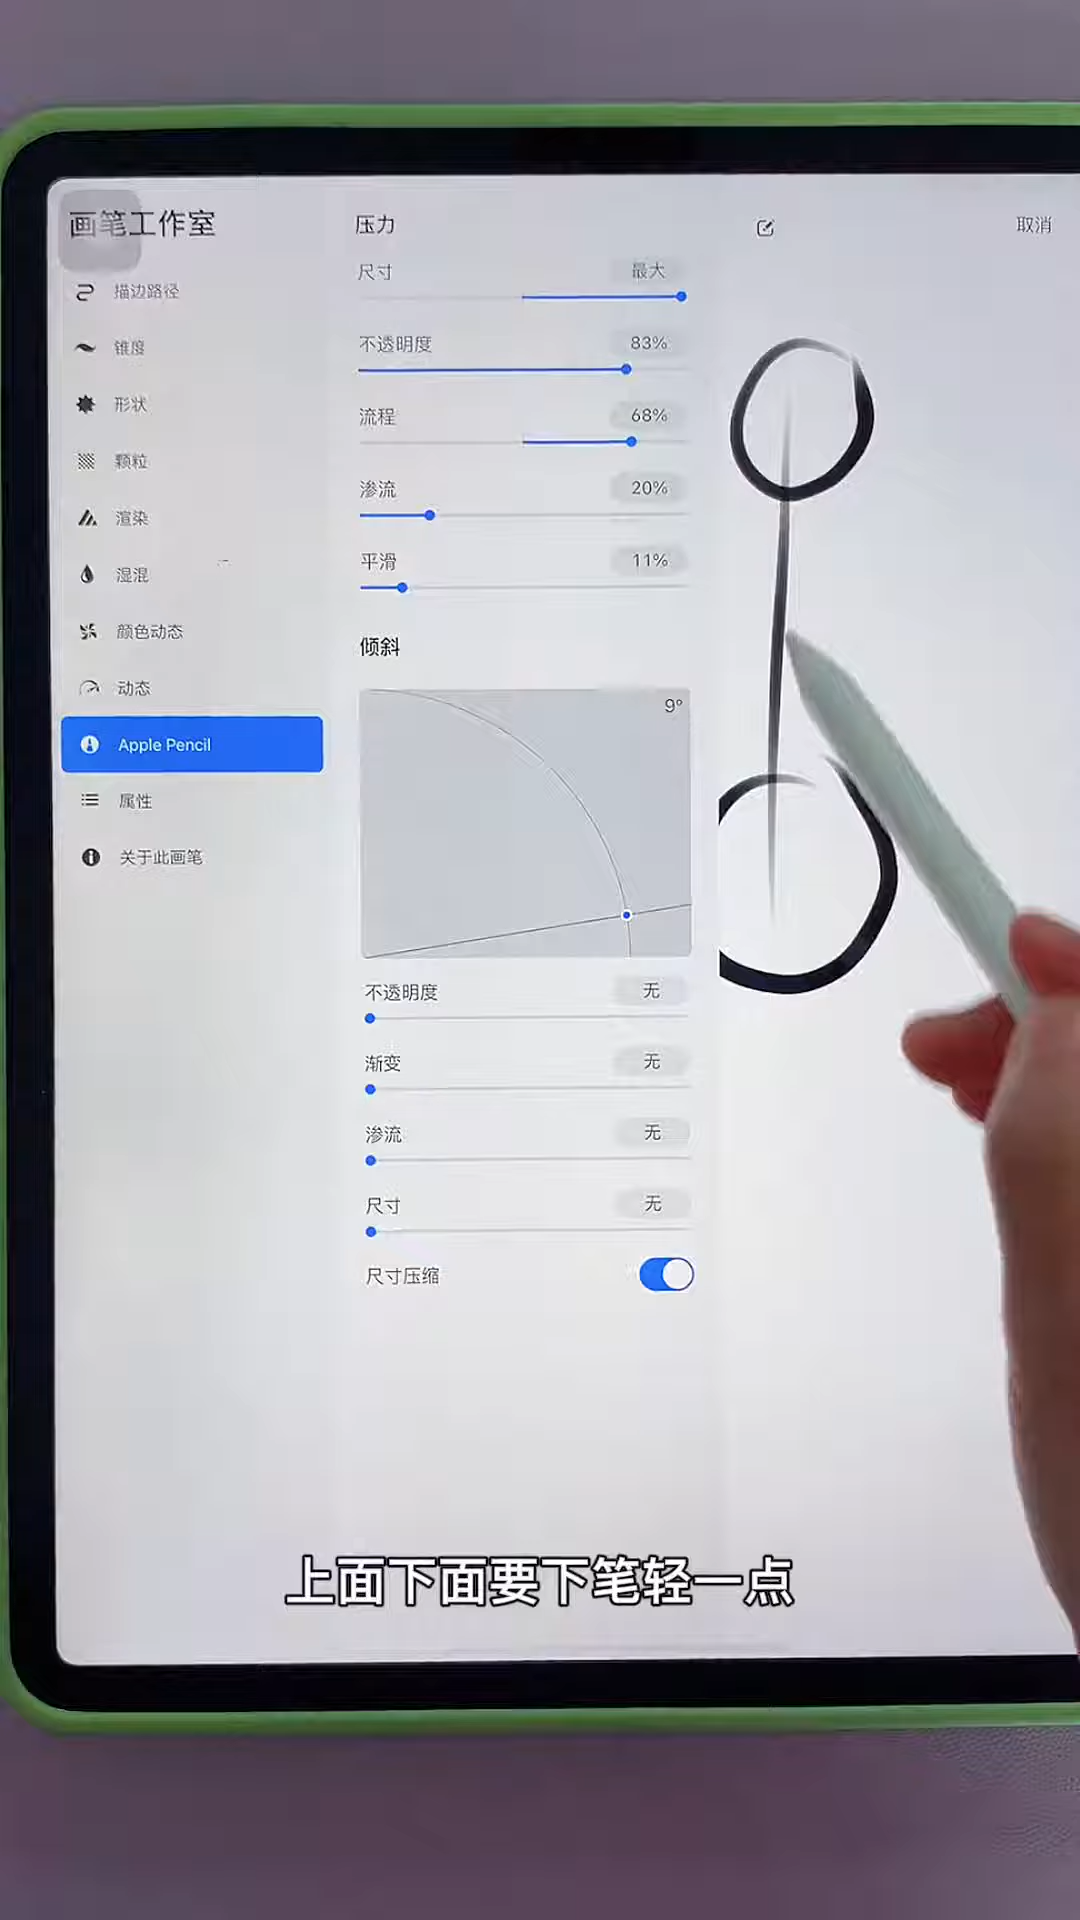 画笔工作室
描边路径
锥度
形状
颗粒
渲染
湿混
颜色动态
动态
Apple Pencil
属性
关于此画笔
压力
尺寸 最大
不透明度 83%
流程 68%
渗流 20%
平滑 11%
倾斜
9°
不透明度 无
渐变 无
渗流 无
尺寸 无
尺寸压缩
取消
上面下面要下笔轻一点